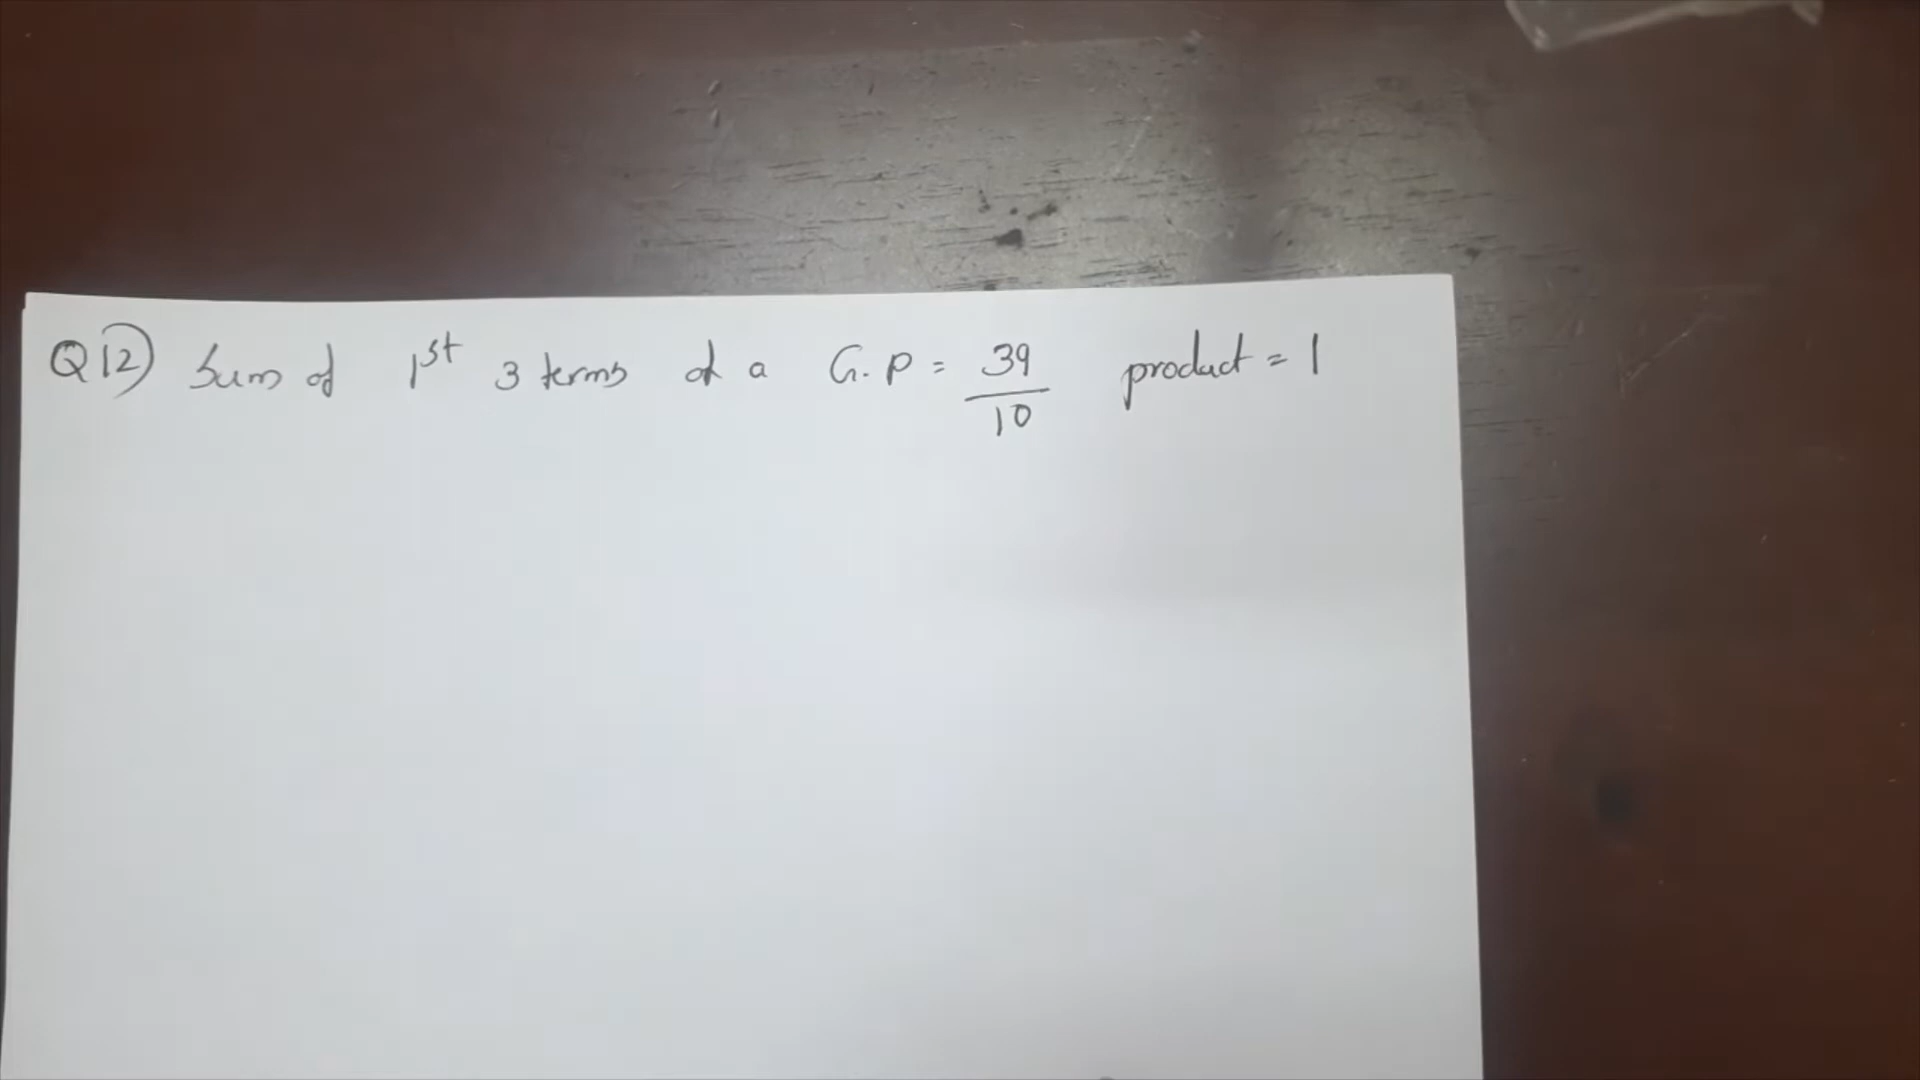 Q12) Sum of 1st 3 terms of a G.P = 39/10 product = 1